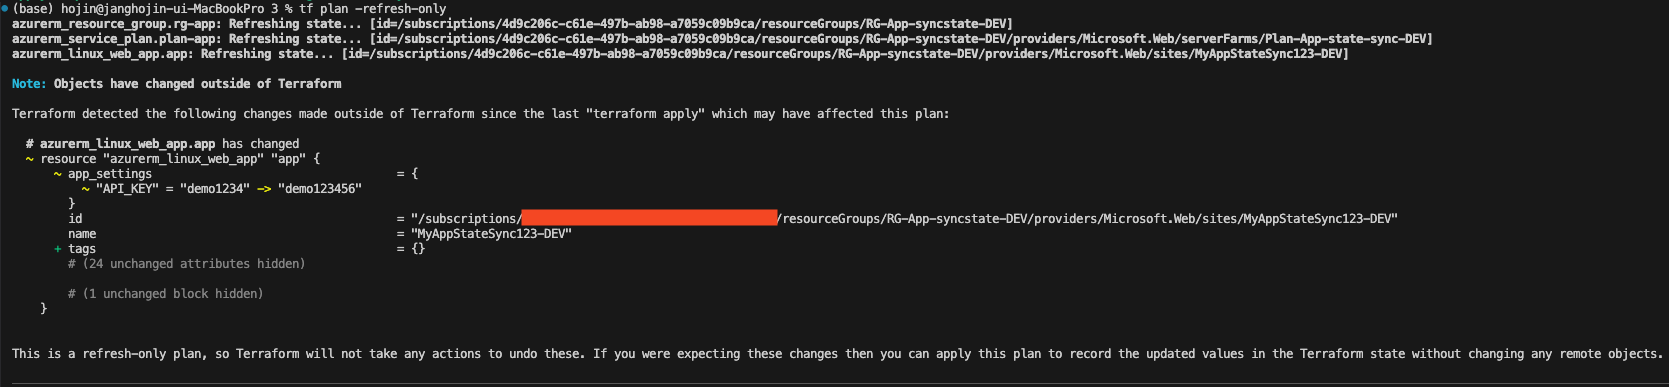 (base) hojin@janghojin-ui-MacBookPro 3 % tf plan -refresh-only
azurerm_resource_group.rg-app: Refreshing state... [id=/subscriptions/4d9c206c-c61e-497b-ab98-a7059c09b9ca/resourceGroups/RG-App-syncstate-DEV]
azurerm_service_plan.plan-app: Refreshing state... [id=/subscriptions/4d9c206c-c61e-497b-ab98-a7059c09b9ca/resourceGroups/RG-App-syncstate-DEV/providers/Microsoft.Web/serverFarms/Plan-App-state-sync-DEV]
azurerm_linux_web_app.app: Refreshing state... [id=/subscriptions/4d9c206c-c61e-497b-ab98-a7059c09b9ca/resourceGroups/RG-App-syncstate-DEV/providers/Microsoft.Web/sites/MyAppStateSync123-DEV]
Note: Objects have changed outside of Terraform
Terraform detected the following changes made outside of Terraform since the last "terraform apply" which may have affected this plan:
# azurerm_linux_web_app.app has changed
~ resource "azurerm_linux_web_app" "app" {
~ app_settings = {
~ "API_KEY" = "demo1234" -> "demo123456"
}
id = "/subscriptions/ /resourceGroups/RG-App-syncstate-DEV/providers/Microsoft.Web/sites/MyAppStateSync123-DEV"
name = "MyAppStateSync123-DEV"
+ tags = {}
# (24 unchanged attributes hidden)
# (1 unchanged block hidden)
}
This is a refresh-only plan, so Terraform will not take any actions to undo these. If you were expecting these changes then you can apply this plan to record the updated values in the Terraform state without changing any remote objects.